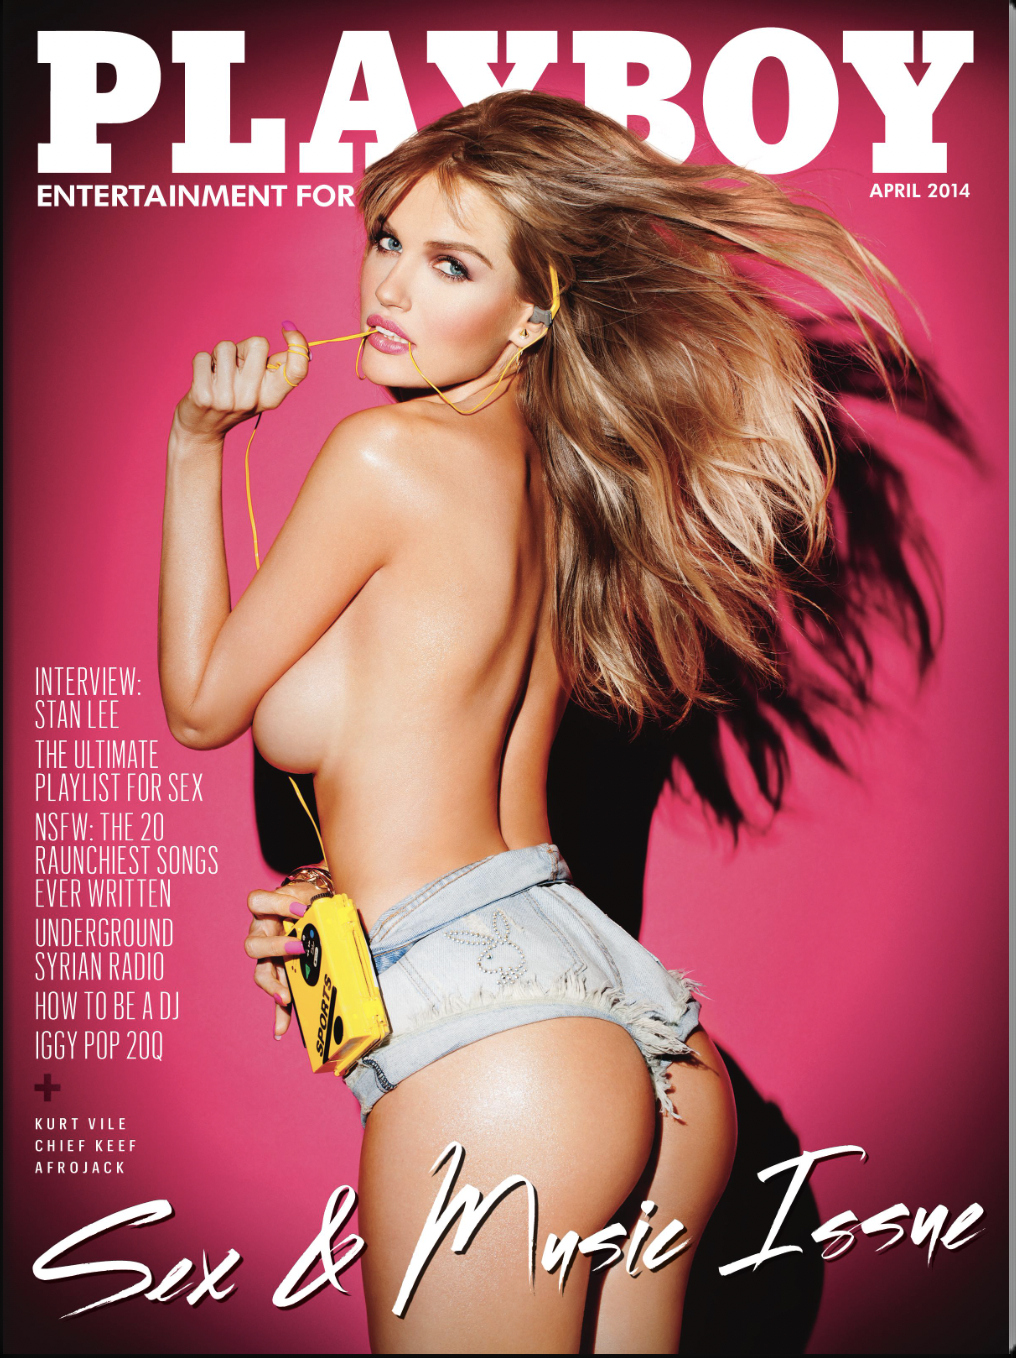 PLAYBOY
ENTERTAINMENT FOR
APRIL 2014
INTERVIEW:
STAN LEE
THE ULTIMATE
PLAYLIST FOR SEX
NSFW: THE 20
RAUNCHIEST SONGS
EVER WRITTEN
UNDERGROUND
SYRIAN RADIO
HOW TO BE A DJ
IGGY POP 20Q
+
KURT VILE
CHIEF KEEF
AFROJACK
SPORTS
Sex & Music Issue